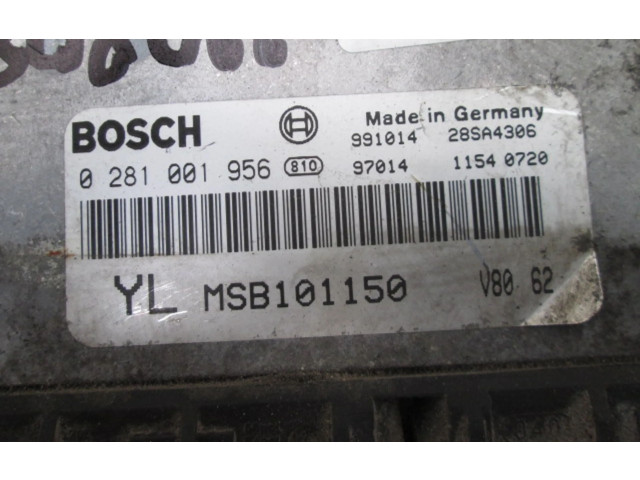 BOSCH
Made in Germany
991014 28SA4306
0 281 001 956 810 97014 1154 0720
YL MSB101150 V80 62